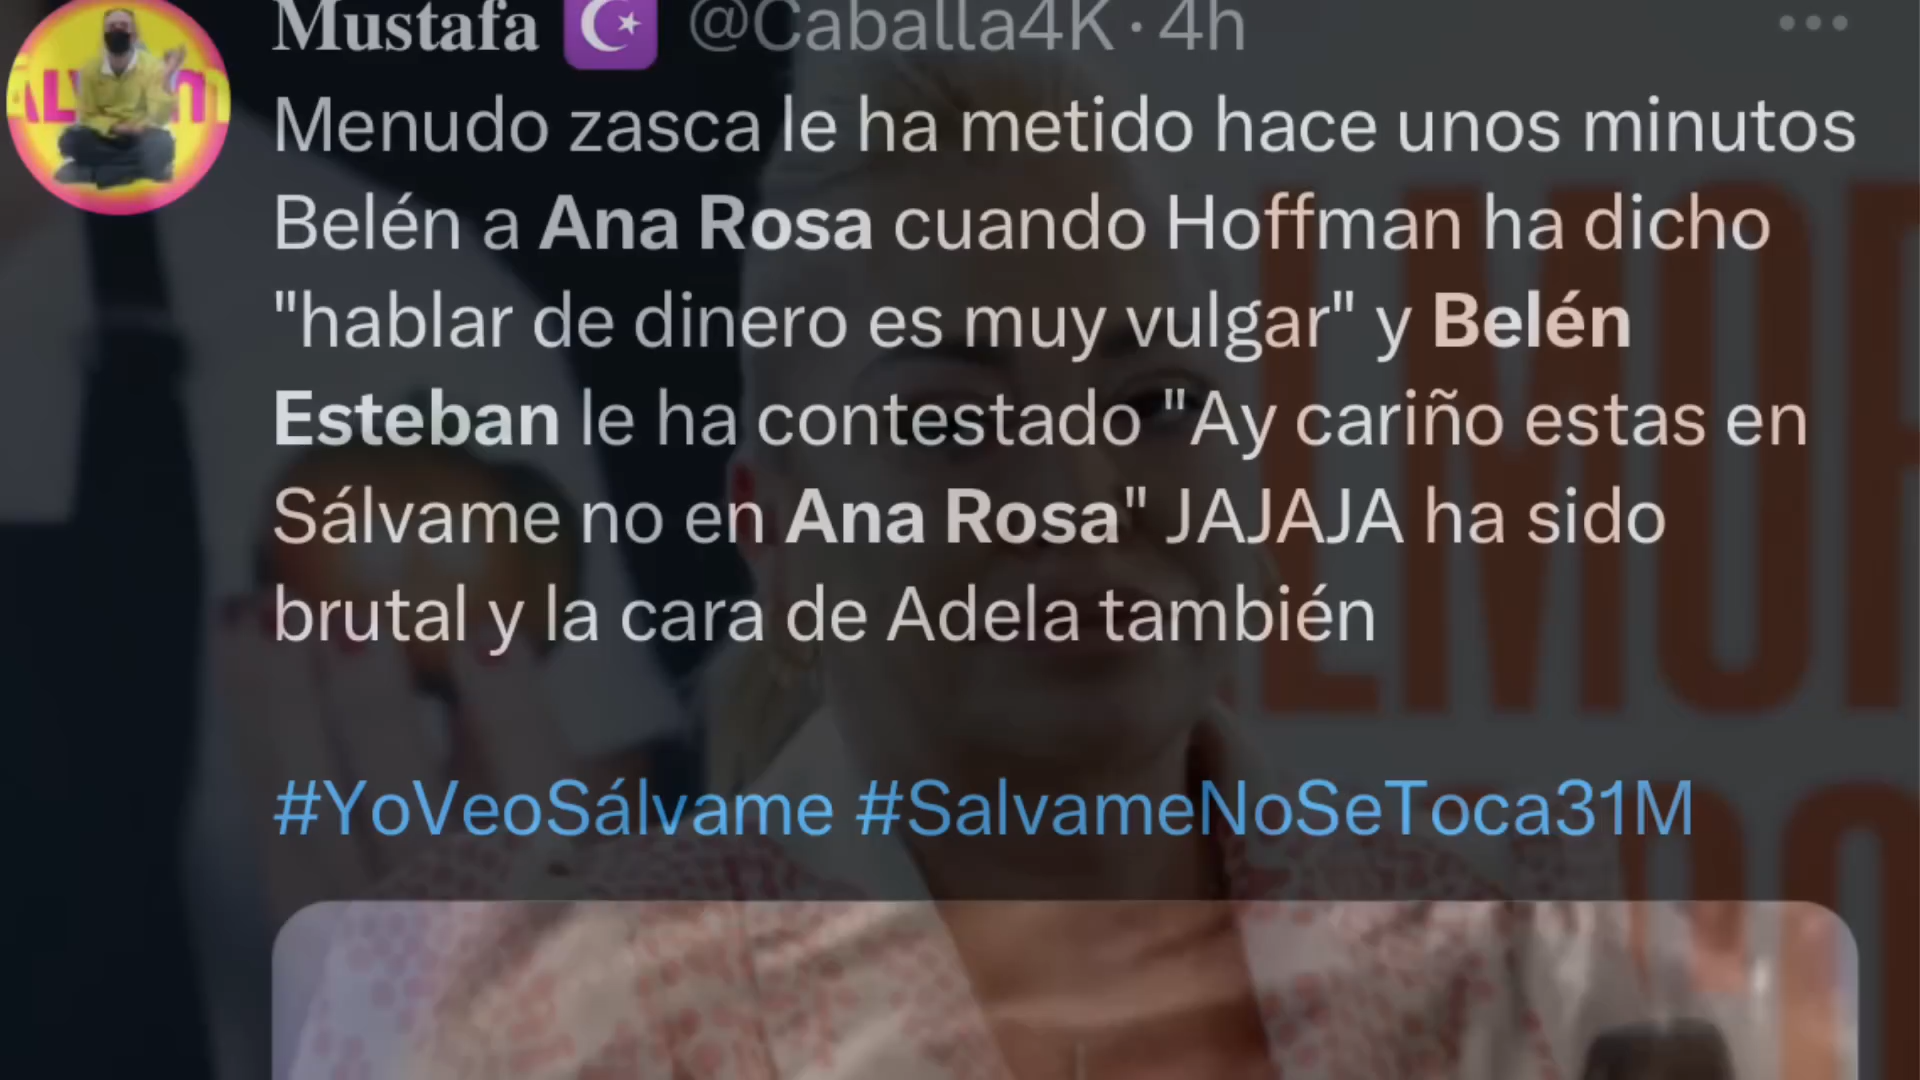 Mustafa ☪ @Caballa4K · 4h
Menudo zasca le ha metido hace unos minutos
Belén a Ana Rosa cuando Hoffman ha dicho
"hablar de dinero es muy vulgar" y Belén
Esteban le ha contestado "Ay cariño estas en
Sálvame no en Ana Rosa" JAJAJA ha sido
brutal y la cara de Adela también
#YoVeoSálvame #SalvameNoSeToca31M